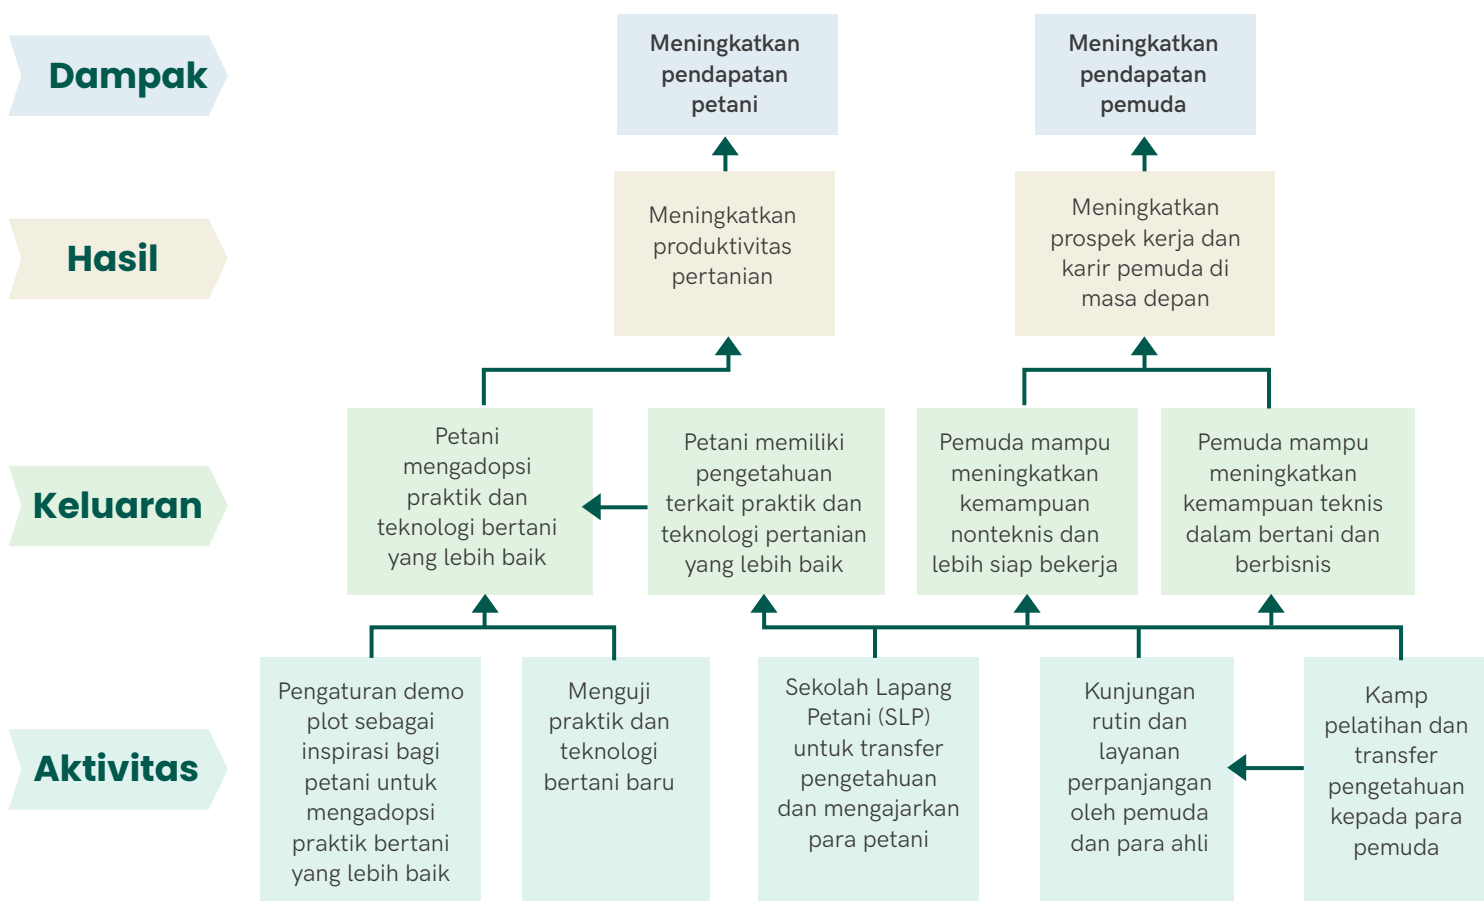 Dampak
Meningkatkan
pendapatan
petani
Meningkatkan
pendapatan
pemuda
Hasil
Meningkatkan
produktivitas
pertanian
Meningkatkan
prospek kerja dan
karir pemuda di
masa depan
Keluaran
Petani
mengadopsi
praktik dan
teknologi bertani
yang lebih baik
Petani memiliki
pengetahuan
terkait praktik dan
teknologi pertanian
yang lebih baik
Pemuda mampu
meningkatkan
kemampuan
nonteknis dan
lebih siap bekerja
Pemuda mampu
meningkatkan
kemampuan teknis
dalam bertani dan
berbisnis
Aktivitas
Pengaturan demo
plot sebagai
inspirasi bagi
petani untuk
mengadopsi
praktik bertani
yang lebih baik
Menguji
praktik dan
teknologi
bertani baru
Sekolah Lapang
Petani (SLP)
untuk transfer
pengetahuan
dan mengajarkan
para petani
Kunjungan
rutin dan
layanan
perpanjangan
oleh pemuda
dan para ahli
Kamp
pelatihan dan
transfer
pengetahuan
kepada para
pemuda